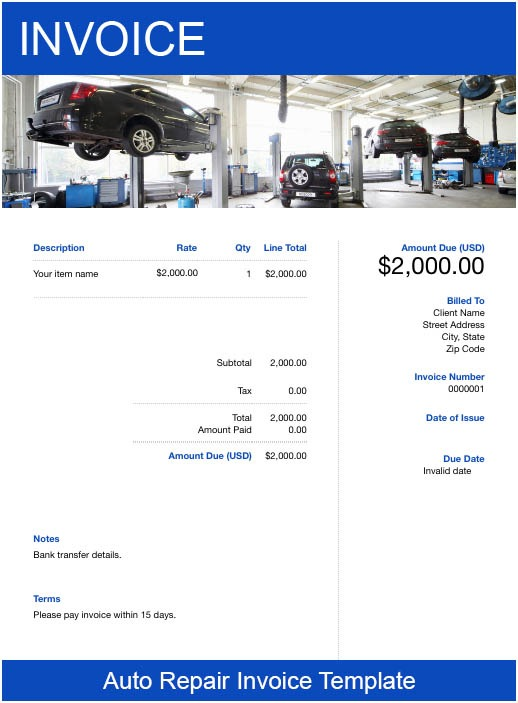 INVOICE
Description Rate Qty Line Total
Your item name $2,000.00 1 $2,000.00
Subtotal 2,000.00
Tax 0.00
Total 2,000.00
Amount Paid 0.00
Amount Due (USD) $2,000.00
Notes
Bank transfer details.
Terms
Please pay invoice within 15 days.
Amount Due (USD)
$2,000.00
Billed To
Client Name
Street Address
City, State
Zip Code
Invoice Number
0000001
Date of Issue
Due Date
Invalid date
Auto Repair Invoice Template